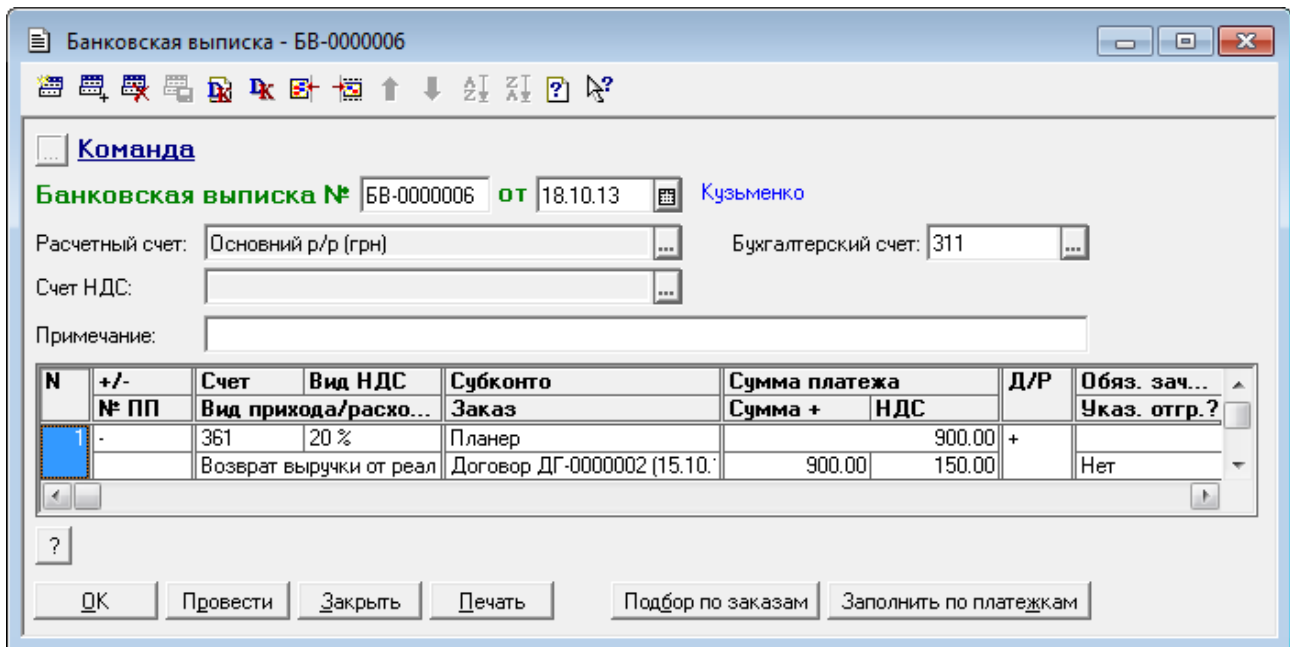 Банковская выписка - БВ-0000006
... Команда
Банковская выписка № БВ-0000006 от 18.10.13 Кузьменко
Расчетный счет: Основний р/р (грн) ... Бухгалтерский счет: 311 ...
Счет НДС: ...
Примечание:
N +/- Счет Вид НДС Субконто Сумма платежа Д/Р Обяз. зач...
№ ПП Вид прихода/расхо... Заказ Сумма + НДС Указ. отгр.?
1 - 361 20 % Планер 900.00 +
Возврат выручки от реал Договор ДГ-0000002 (15.10. 900.00 150.00 Нет
?
OK Провести Закрыть Печать Подбор по заказам Заполнить по платежкам